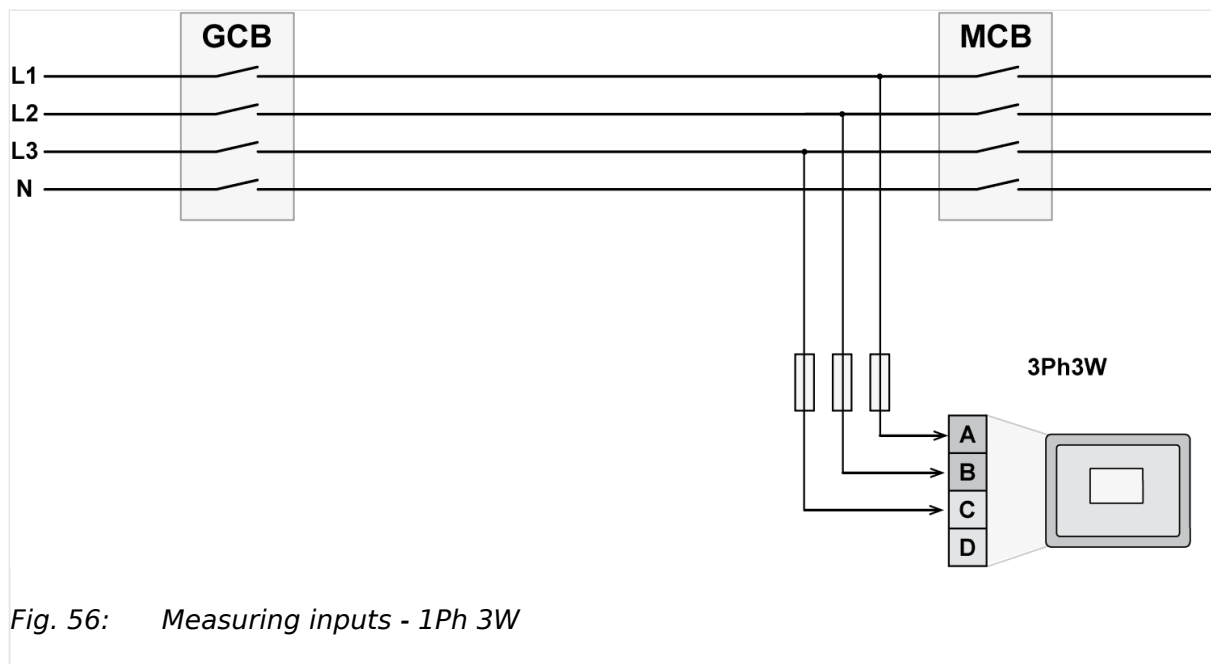 GCB
MCB
L1
L2
L3
N
3Ph3W
A
B
C
D
Fig. 56: Measuring inputs - 1Ph 3W